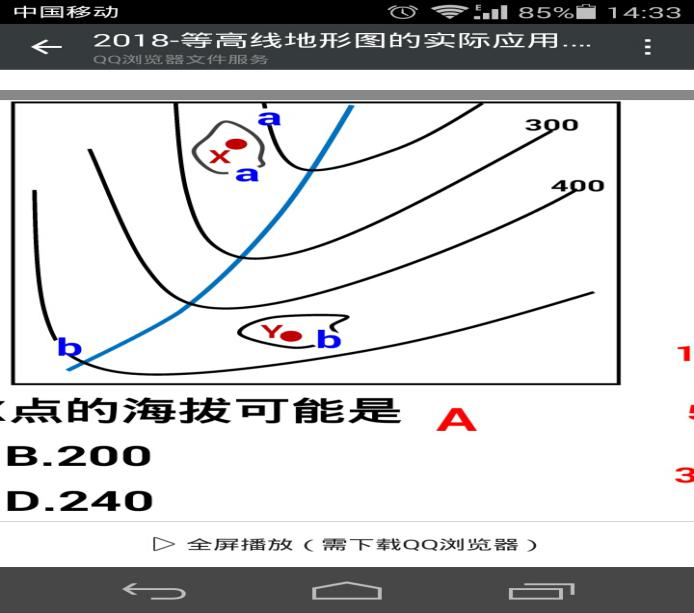 中国移动 85% 14:33
2018-等高线地形图的实际应用....
QQ浏览器文件服务
a
300
X
a
400
Y
b
b
1
点的海拔可能是 A
B.200
3
D.240
全屏播放（需下载QQ浏览器）